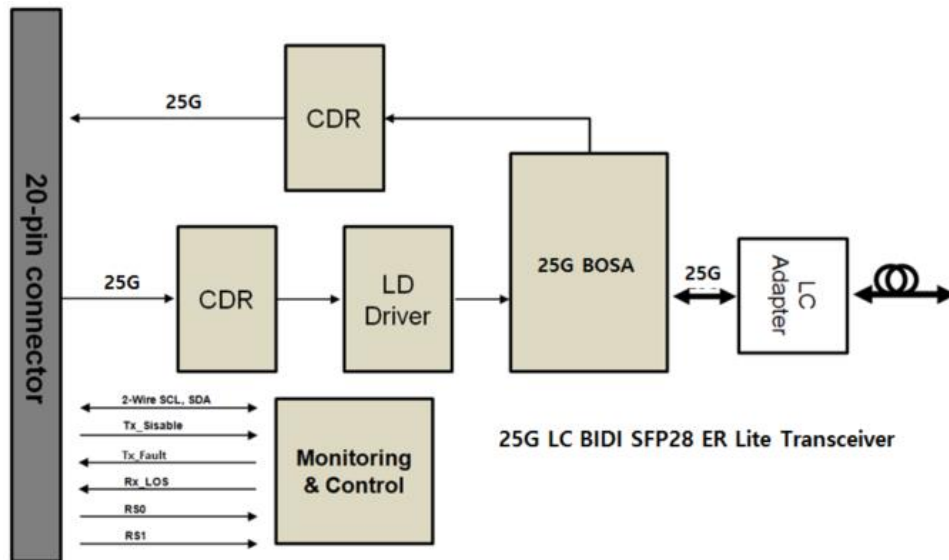 20-pin connector
25G
CDR
25G
CDR
LD
Driver
25G BOSA
25G
LC
Adapter
2-Wire SCL, SDA
Tx_Sisable
Tx_Fault
Rx_LOS
RS0
RS1
Monitoring
& Control
25G LC BIDI SFP28 ER Lite Transceiver